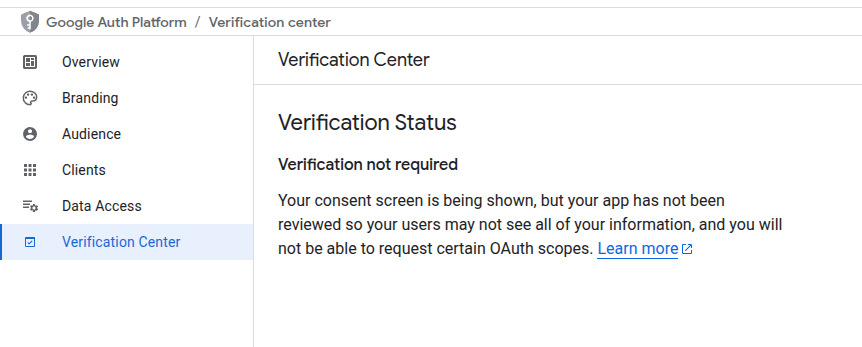 Google Auth Platform / Verification center
Overview
Branding
Audience
Clients
Data Access
Verification Center
Verification Center
Verification Status
Verification not required
Your consent screen is being shown, but your app has not been
reviewed so your users may not see all of your information, and you will
not be able to request certain OAuth scopes. Learn more